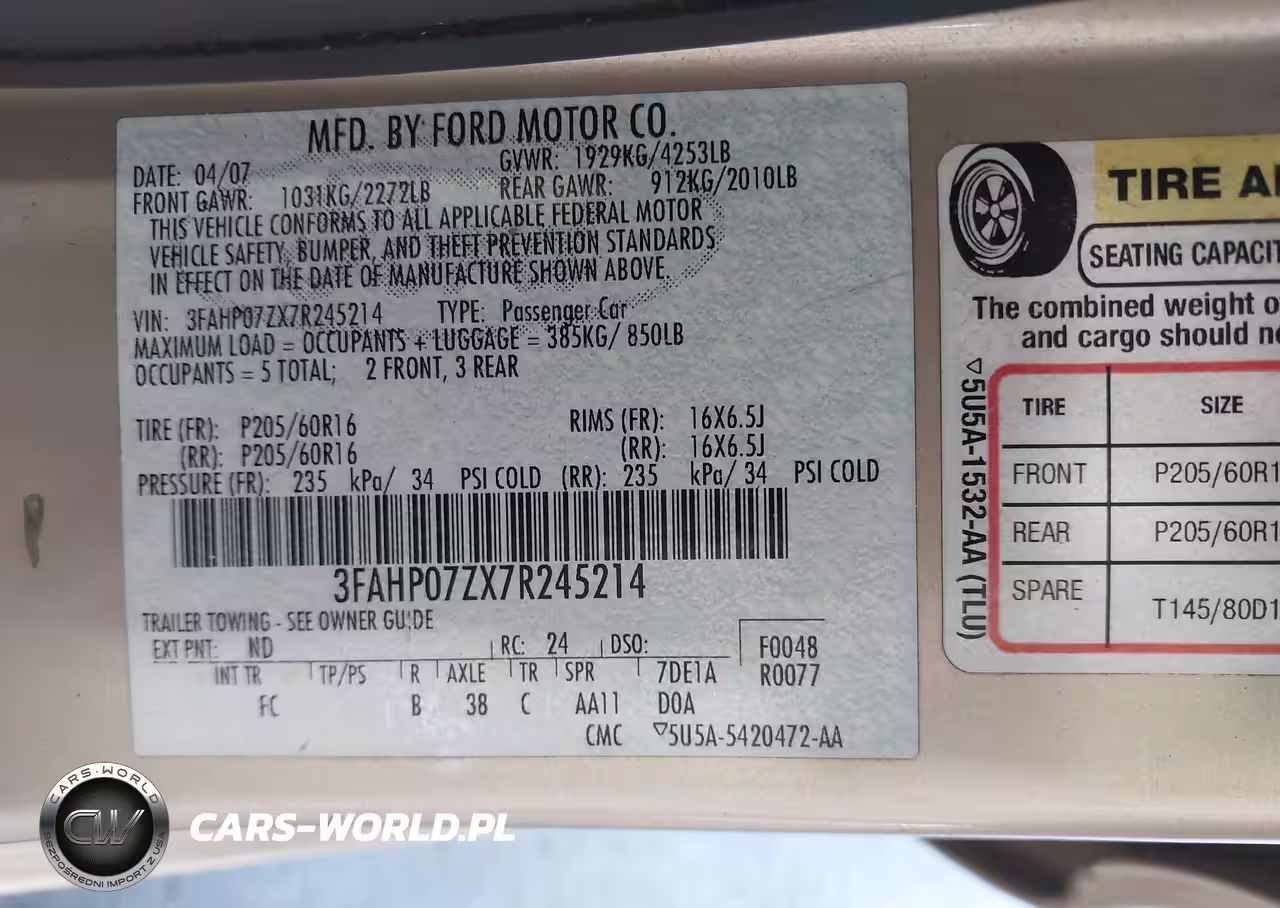 MFD. BY FORD MOTOR CO.
DATE: 04/07 GVWR: 1929KG/4253LB
FRONT GAWR: 1031KG/2272LB REAR GAWR: 912KG/2010LB
THIS VEHICLE CONFORMS TO ALL APPLICABLE FEDERAL MOTOR
VEHICLE SAFETY, BUMPER, AND THEFT PREVENTION STANDARDS
IN EFFECT ON THE DATE OF MANUFACTURE SHOWN ABOVE.
VIN: 3FAHP07ZX7R245214 TYPE: Passenger Car
MAXIMUM LOAD = OCCUPANTS + LUGGAGE = 385KG/ 850LB
OCCUPANTS = 5 TOTAL; 2 FRONT, 3 REAR
TIRE (FR): P205/60R16 RIMS (FR): 16X6.5J
(RR): P205/60R16 (RR): 16X6.5J
PRESSURE (FR): 235 kPa/ 34 PSI COLD (RR): 235 kPa/ 34 PSI COLD
3FAHP07ZX7R245214
TRAILER TOWING - SEE OWNER GUIDE
EXT PNT: ND RC: 24 DSO: F0048
INT TR TP/PS R AXLE TR SPR 7DE1A R0077
FC B 38 C AA11 D0A
CMC ▽5U5A-5420472-AA
TIRE A
SEATING CAPACIT
The combined weight o
and cargo should n
▽5U5A-1532-AA (TLU)
TIRE SIZE
FRONT P205/60R1
REAR P205/60R1
SPARE T145/80D1
CARS-WORLD
CW
BEZPOŚREDNI IMPORT Z USA
CARS-WORLD.PL